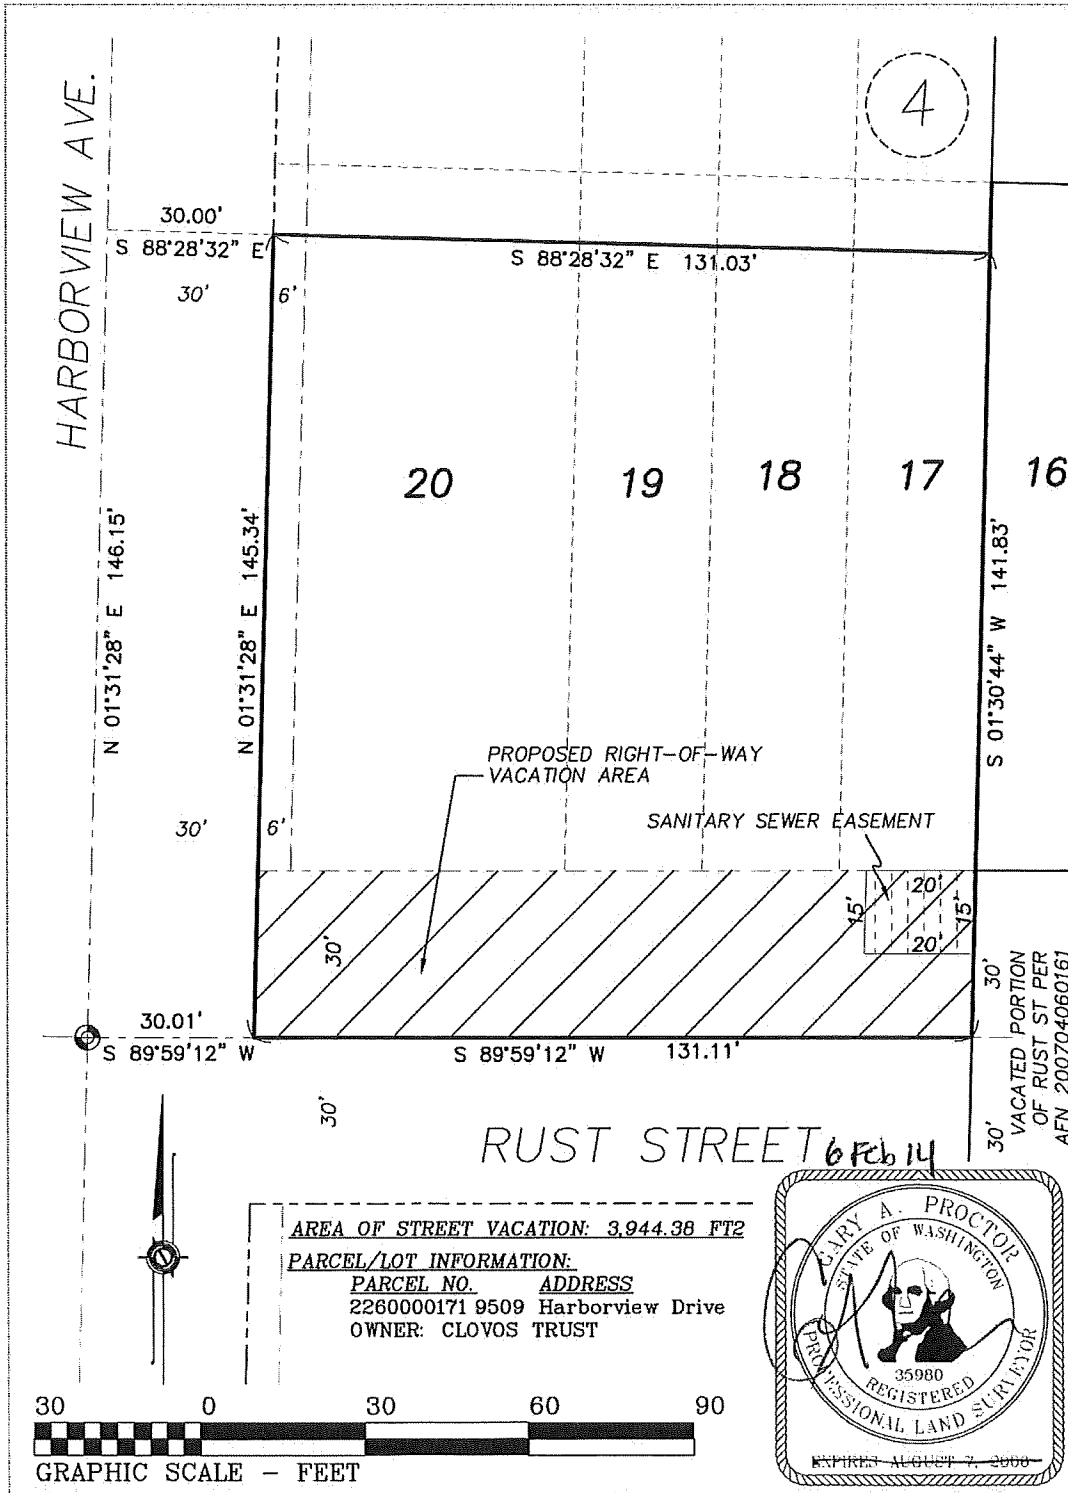 4
HARBORVIEW AVE.
30.00'
S 88°28'32" E
S 88°28'32" E 131.03'
30'
6'
20
19
18
17
16
N 01°31'28" E 146.15'
N 01°31'28" E 145.34'
S 01°30'44" W 141.83'
PROPOSED RIGHT-OF-WAY
VACATION AREA
SANITARY SEWER EASEMENT
30'
6'
20'
15'
15'
20'
30'
30'
30.01'
S 89°59'12" W
S 89°59'12" W 131.11'
VACATED PORTION
OF RUST ST PER
AFN 200704060161
30'
30'
RUST STREET
6 Feb 14
AREA OF STREET VACATION: 3,944.38 FT2
PARCEL/LOT INFORMATION:
PARCEL NO. ADDRESS
2260000171 9509 Harborview Drive
OWNER: CLOVOS TRUST
GARY A. PROCTOR
STATE OF WASHINGTON
35980
REGISTERED
PROFESSIONAL LAND SURVEYOR
EXPIRES AUGUST 7, 2000
30 0 30 60 90
GRAPHIC SCALE - FEET